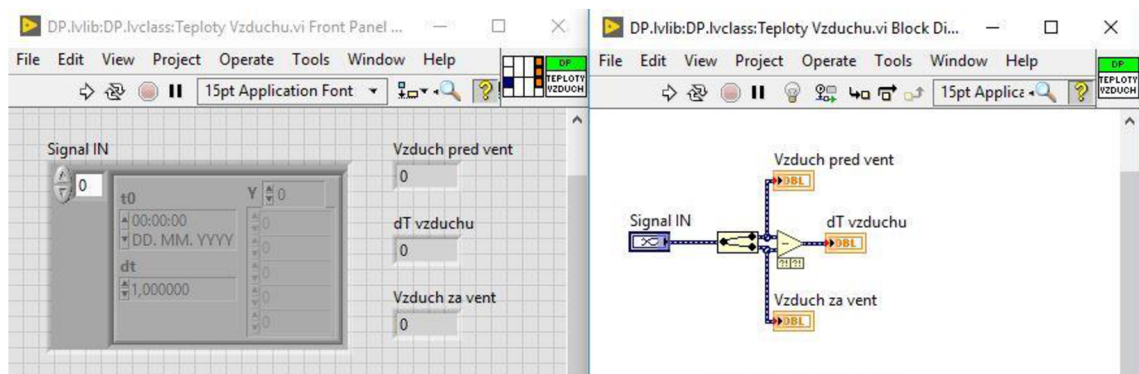 DP.lvlib:DP.lvclass:Teploty Vzduchu.vi Front Panel ...
File Edit View Project Operate Tools Window Help
15pt Application Font
DP
TEPLOTY
VZDUCH
Signal IN
0
t0
00:00:00
DD. MM. YYYY
dt
1,000000
Y
0
0
0
0
0
0
Vzduch pred vent
0
dT vzduchu
0
Vzduch za vent
0
DP.lvlib:DP.lvclass:Teploty Vzduchu.vi Block Di...
File Edit View Project Operate Tools Window Help
15pt Applica
DP
TEPLOTY
VZDUCH
Vzduch pred vent
DBL
Signal IN
dT vzduchu
DBL
?! ?!
Vzduch za vent
DBL